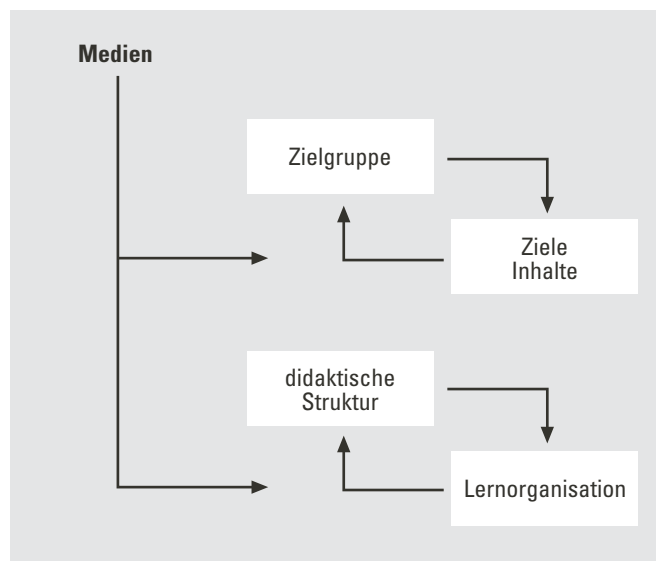 Medien
Zielgruppe
Ziele
Inhalte
didaktische
Struktur
Lernorganisation